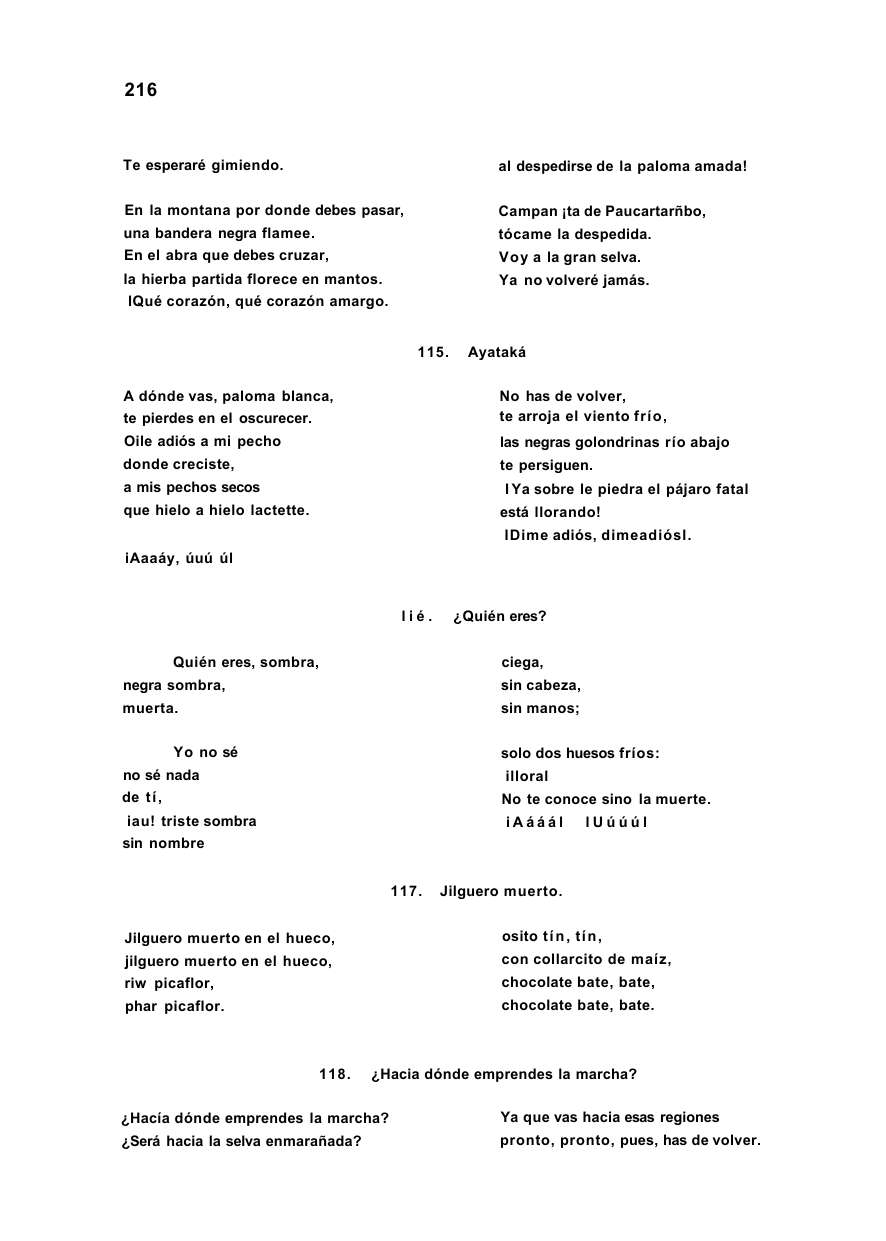 216
Te esperaré gimiendo.
En la montana por donde debes pasar,
una bandera negra flamee.
En el abra que debes cruzar,
la hierba partida florece en mantos.
IQué corazón, qué corazón amargo.
al despedirse de la paloma amada!
Campan ¡ta de Paucartarñbo,
tócame la despedida.
Voy a la gran selva.
Ya no volveré jamás.
115. Ayataká
A dónde vas, paloma blanca,
te pierdes en el oscurecer.
Oile adiós a mi pecho
donde creciste,
a mis pechos secos
que hielo a hielo lactette.
iAaaáy, úuú úl
No has de volver,
te arroja el viento frío,
las negras golondrinas río abajo
te persiguen.
IYa sobre le piedra el pájaro fatal
está llorando!
IDime adiós, dimeadiósl.
lié. ¿Quién eres?
Quién eres, sombra,
negra sombra,
muerta.
Yo no sé
no sé nada
de tí,
iau! triste sombra
sin nombre
ciega,
sin cabeza,
sin manos;
solo dos huesos fríos:
illoral
No te conoce sino la muerte.
iAáááI IUúúúI
117. Jilguero muerto.
Jilguero muerto en el hueco,
jilguero muerto en el hueco,
riw picaflor,
phar picaflor.
osito tín, tín,
con collarcito de maíz,
chocolate bate, bate,
chocolate bate, bate.
118. ¿Hacia dónde emprendes la marcha?
¿Hacía dónde emprendes la marcha?
¿Será hacia la selva enmarañada?
Ya que vas hacia esas regiones
pronto, pronto, pues, has de volver.